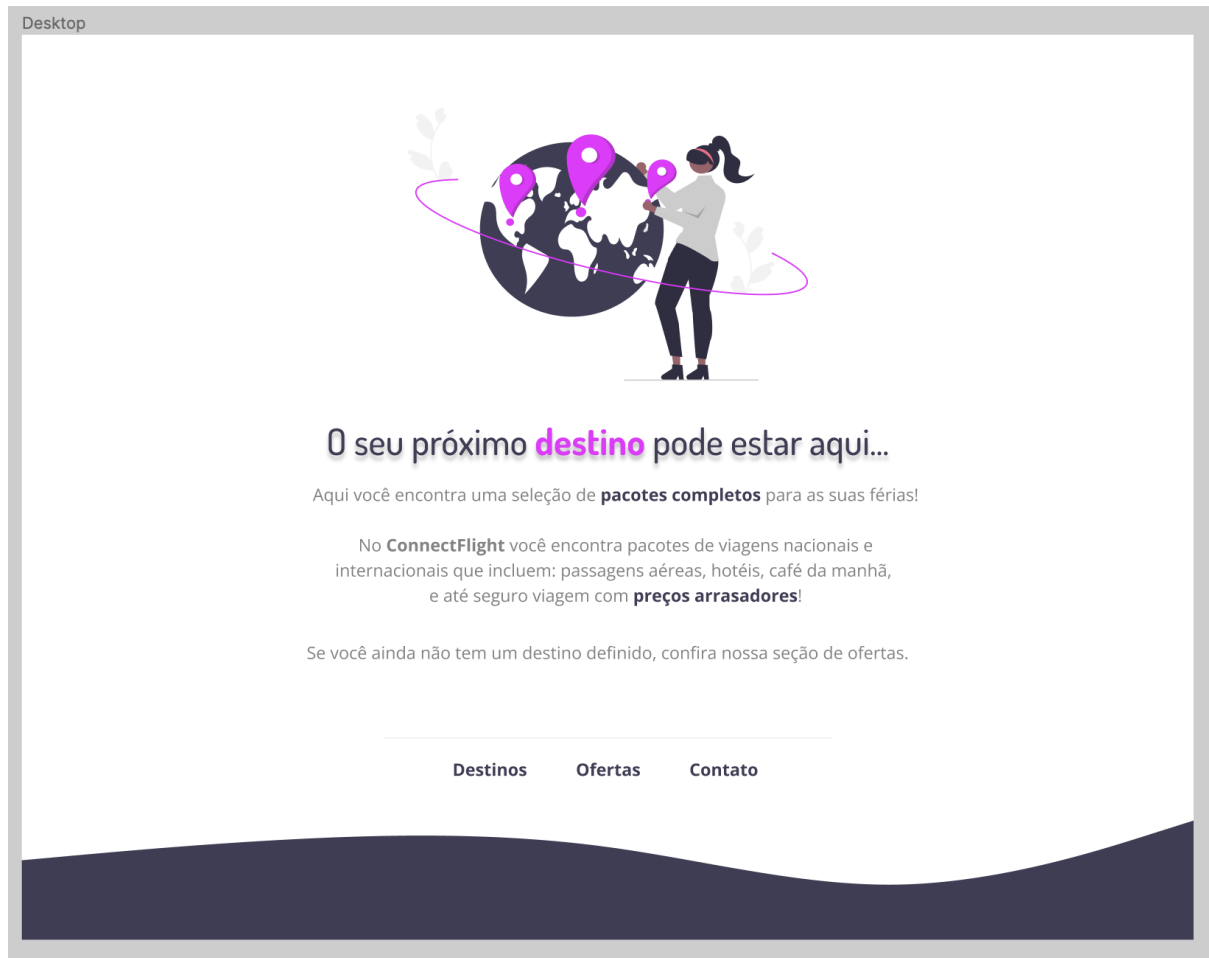 Desktop
O seu próximo destino pode estar aqui...
Aqui você encontra uma seleção de pacotes completos para as suas férias!
No ConnectFlight você encontra pacotes de viagens nacionais e
internacionais que incluem: passagens aéreas, hotéis, café da manhã,
e até seguro viagem com preços arrasadores!
Se você ainda não tem um destino definido, confira nossa seção de ofertas.
Destinos Ofertas Contato